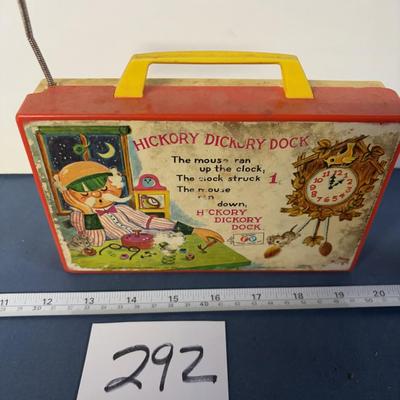 HICKORY DICKORY DOCK
The mouse ran
up the clock,
The clock struck 1,
The mouse
ran
down,
HICKORY
DICKORY
DOCK.
11 12 13 14 15 16 17 18 19 20
292